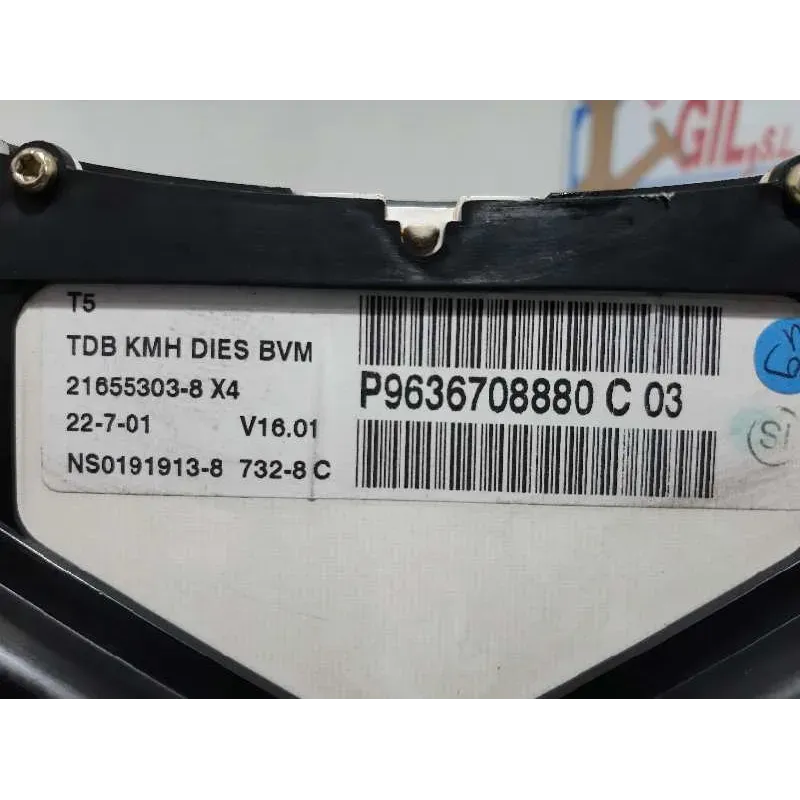 GIL, S.L
T5
TDB KMH DIES BVM
21655303-8 X4
22-7-01 V16.01
NS0191913-8 732-8 C
P9636708880 C 03
SI